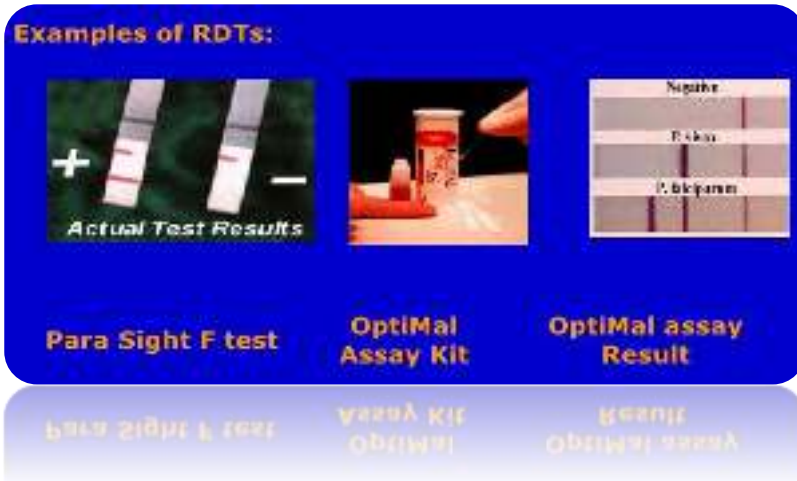 Examples of RDTs:
+
−
Actual Test Results
Negative
P. vivax
P. falciparum
Para Sight F test
OptiMal
Assay Kit
OptiMal assay
Result